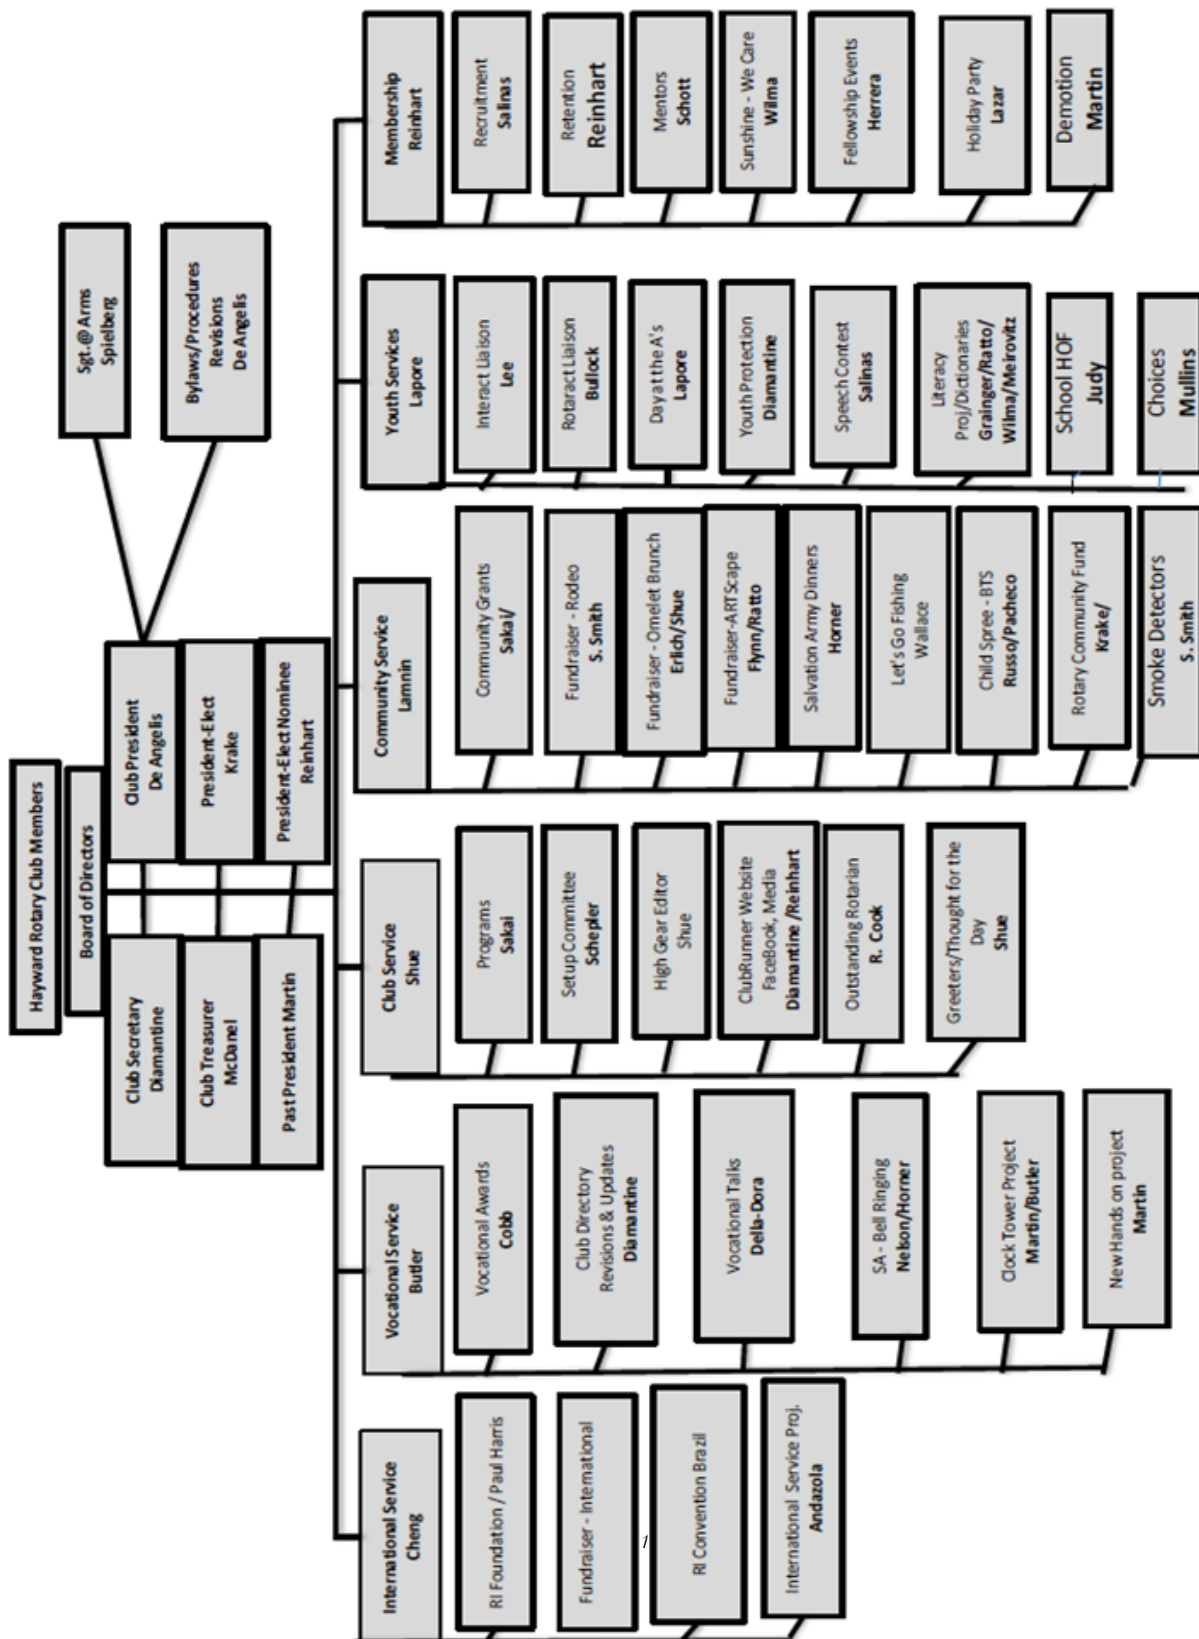 Hayward Rotary Club Members
Board of Directors
Club Secretary
Diamantine
Club President
De Angelis
Club Treasurer
McDanel
President-Elect
Krake
Past President Martin
President-Elect Nominee
Reinhart
Sgt.@ Arms
Spielberg
Bylaws/Procedures
Revisions
De Angelis
International Service
Cheng
RI Foundation / Paul Harris
Fundraiser - International
RI Convention Brazil
International Service Proj.
Andazola
Vocational Service
Butler
Vocational Awards
Cobb
Club Directory
Revisions & Updates
Diamantine
Vocational Talks
Della-Dora
SA - Bell Ringing
Nelson/Horner
Clock Tower Project
Martin/Butler
New Hands on project
Martin
Club Service
Shue
Programs
Sakai
Setup Committee
Schepler
High Gear Editor
Shue
ClubRunner Website
FaceBook, Media
Diamantine /Reinhart
Outstanding Rotarian
R. Cook
Greeters/Thought for the
Day
Shue
Community Service
Lamnin
Community Grants
Sakai/
Fundraiser - Rodeo
S. Smith
Fundraiser - Omelet Brunch
Erlich/Shue
Fundraiser-ARTScape
Flynn/Ratto
Salvation Army Dinners
Horner
Let's Go Fishing
Wallace
Child Spree - BTS
Russo/Pacheco
Rotary Community Fund
Krake/
Smoke Detectors
S. Smith
Youth Services
Lapore
Interact Liaison
Lee
Rotaract Liaison
Bullock
Day at the A's
Lapore
Youth Protection
Diamantine
Speech Contest
Salinas
Literacy
Proj/Dictionaries
Grainger/Ratto/
Wilma/Meirovitz
School HOF
Judy
Choices
Mullins
Membership
Reinhart
Recruitment
Salinas
Retention
Reinhart
Mentors
Schott
Sunshine - We Care
Wilma
Fellowship Events
Herrera
Holiday Party
Lazar
Demotion
Martin
1